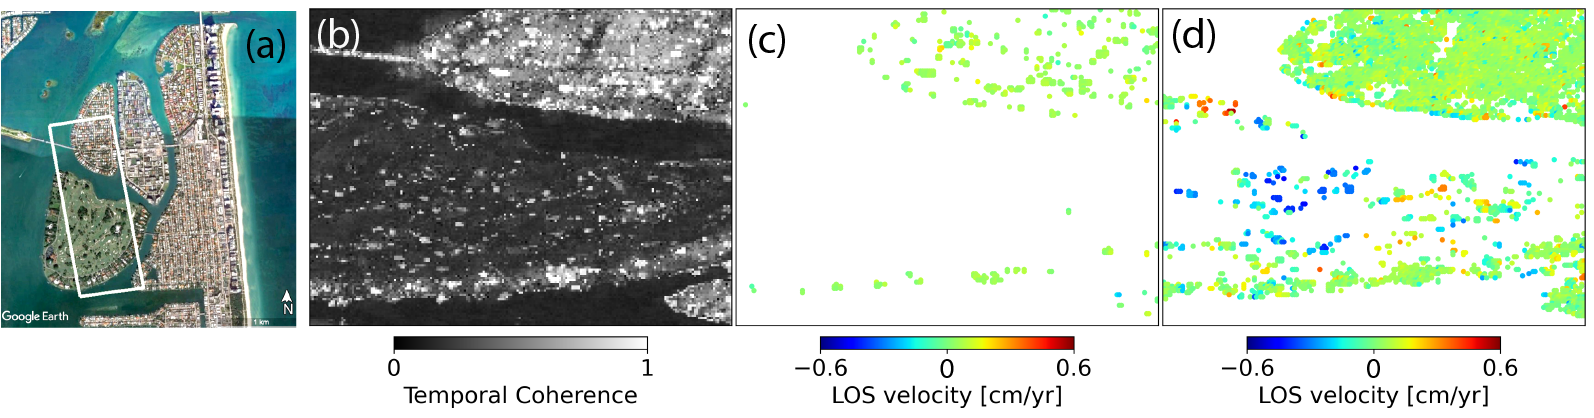 (a)
(b)
(c)
(d)
N
Google Earth
1 km
0 1
Temporal Coherence
−0.6 0 0.6
LOS velocity [cm/yr]
−0.6 0 0.6
LOS velocity [cm/yr]